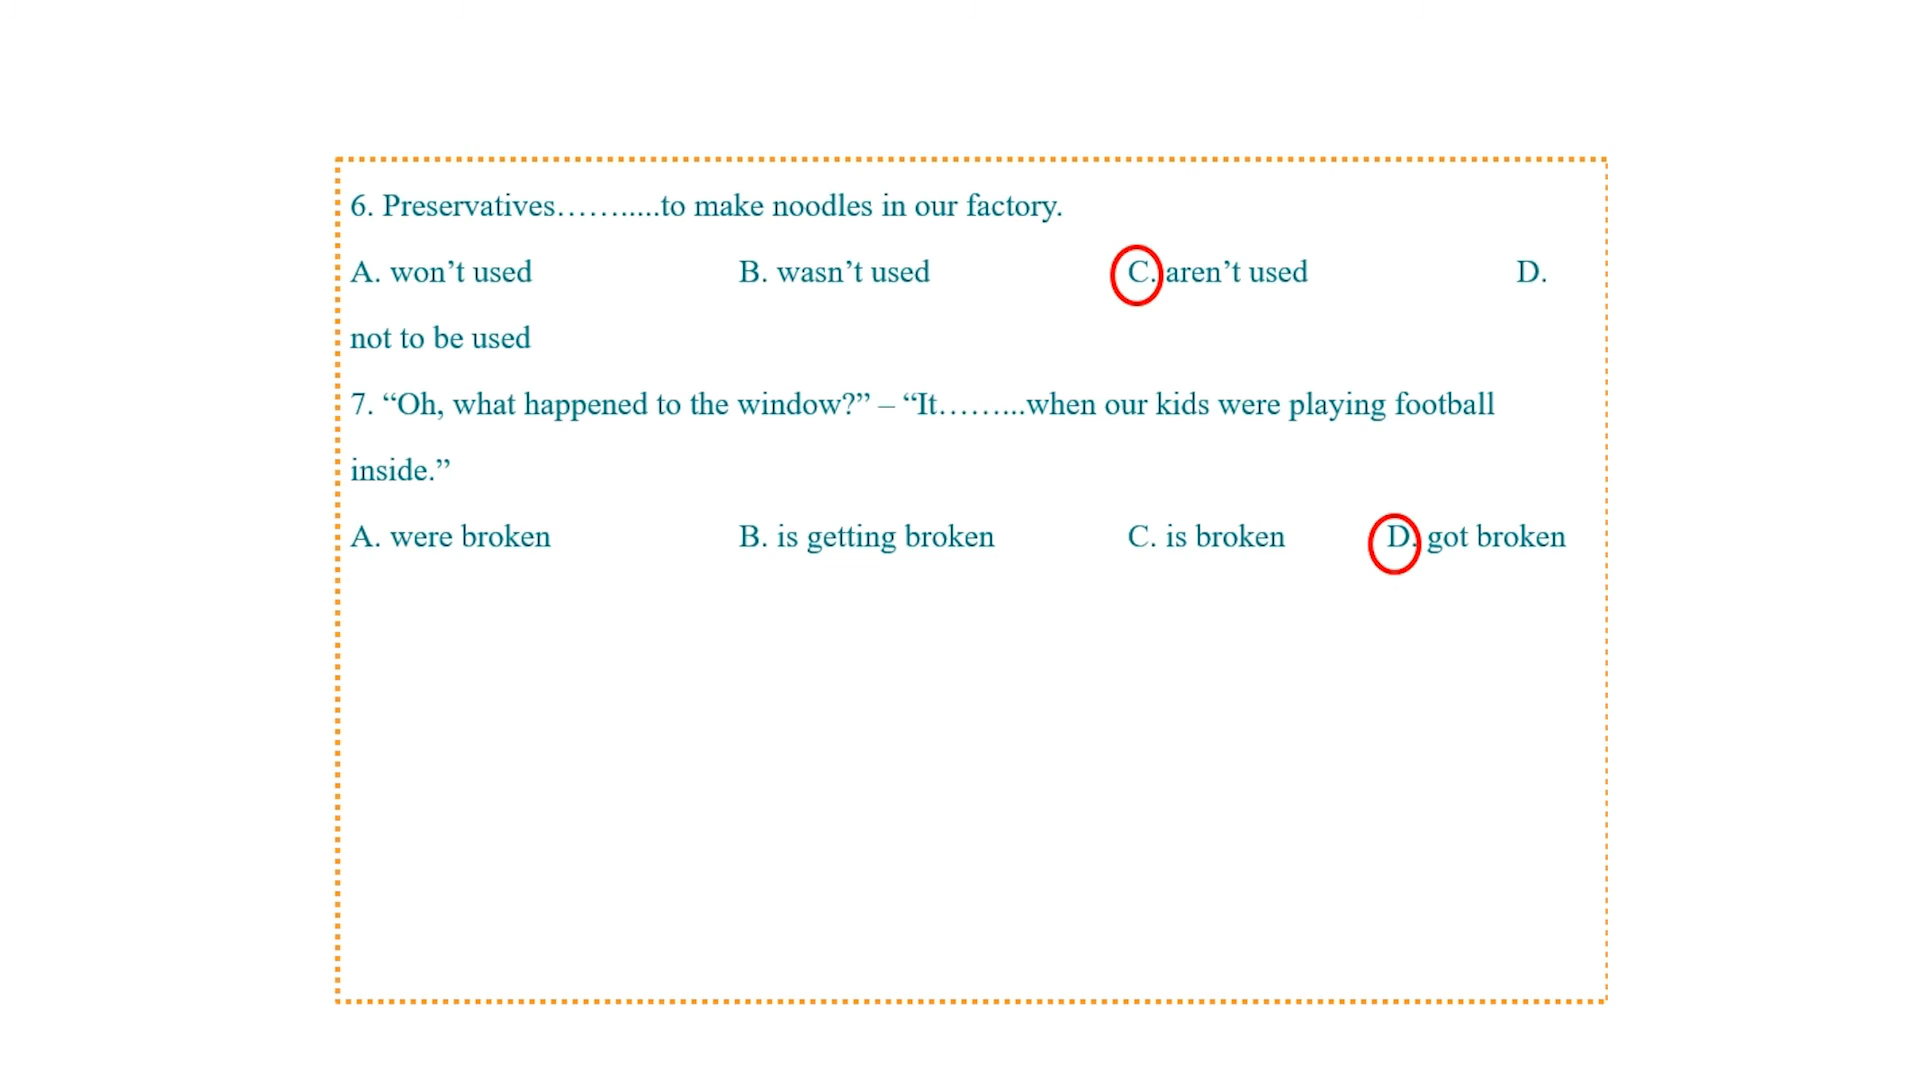 6. Preservatives…….....to make noodles in our factory.
A. won’t used B. wasn’t used C. aren’t used D.
not to be used
7. “Oh, what happened to the window?” – “It……...when our kids were playing football
inside.”
A. were broken B. is getting broken C. is broken D. got broken